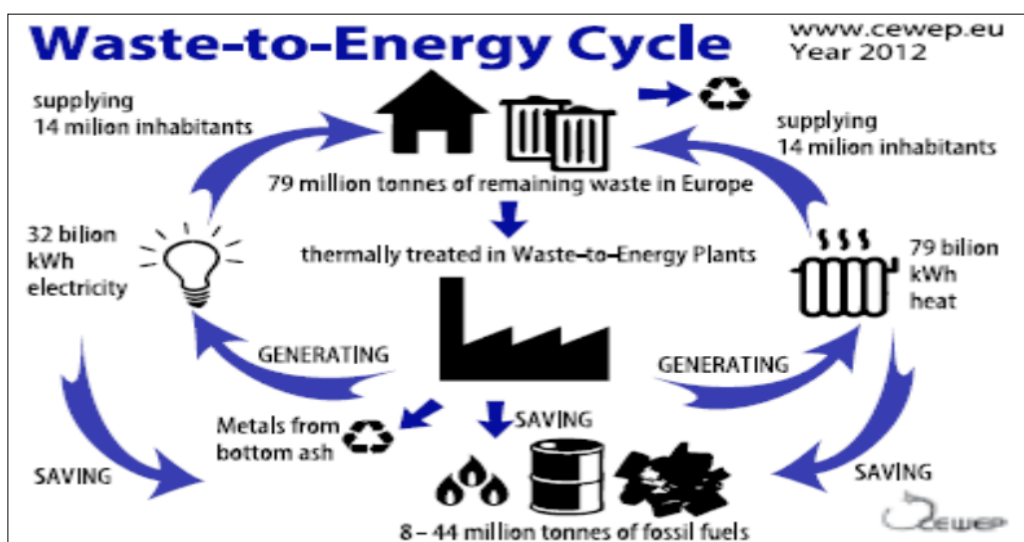 Waste-to-Energy Cycle
www.cewep.eu
Year 2012
supplying
14 milion inhabitants
supplying
14 milion inhabitants
79 million tonnes of remaining waste in Europe
32 bilion
kWh
electricity
thermally treated in Waste-to-Energy Plants
79 bilion
kWh
heat
GENERATING
GENERATING
Metals from
bottom ash
SAVING
SAVING
SAVING
8 – 44 million tonnes of fossil fuels
CEWEP